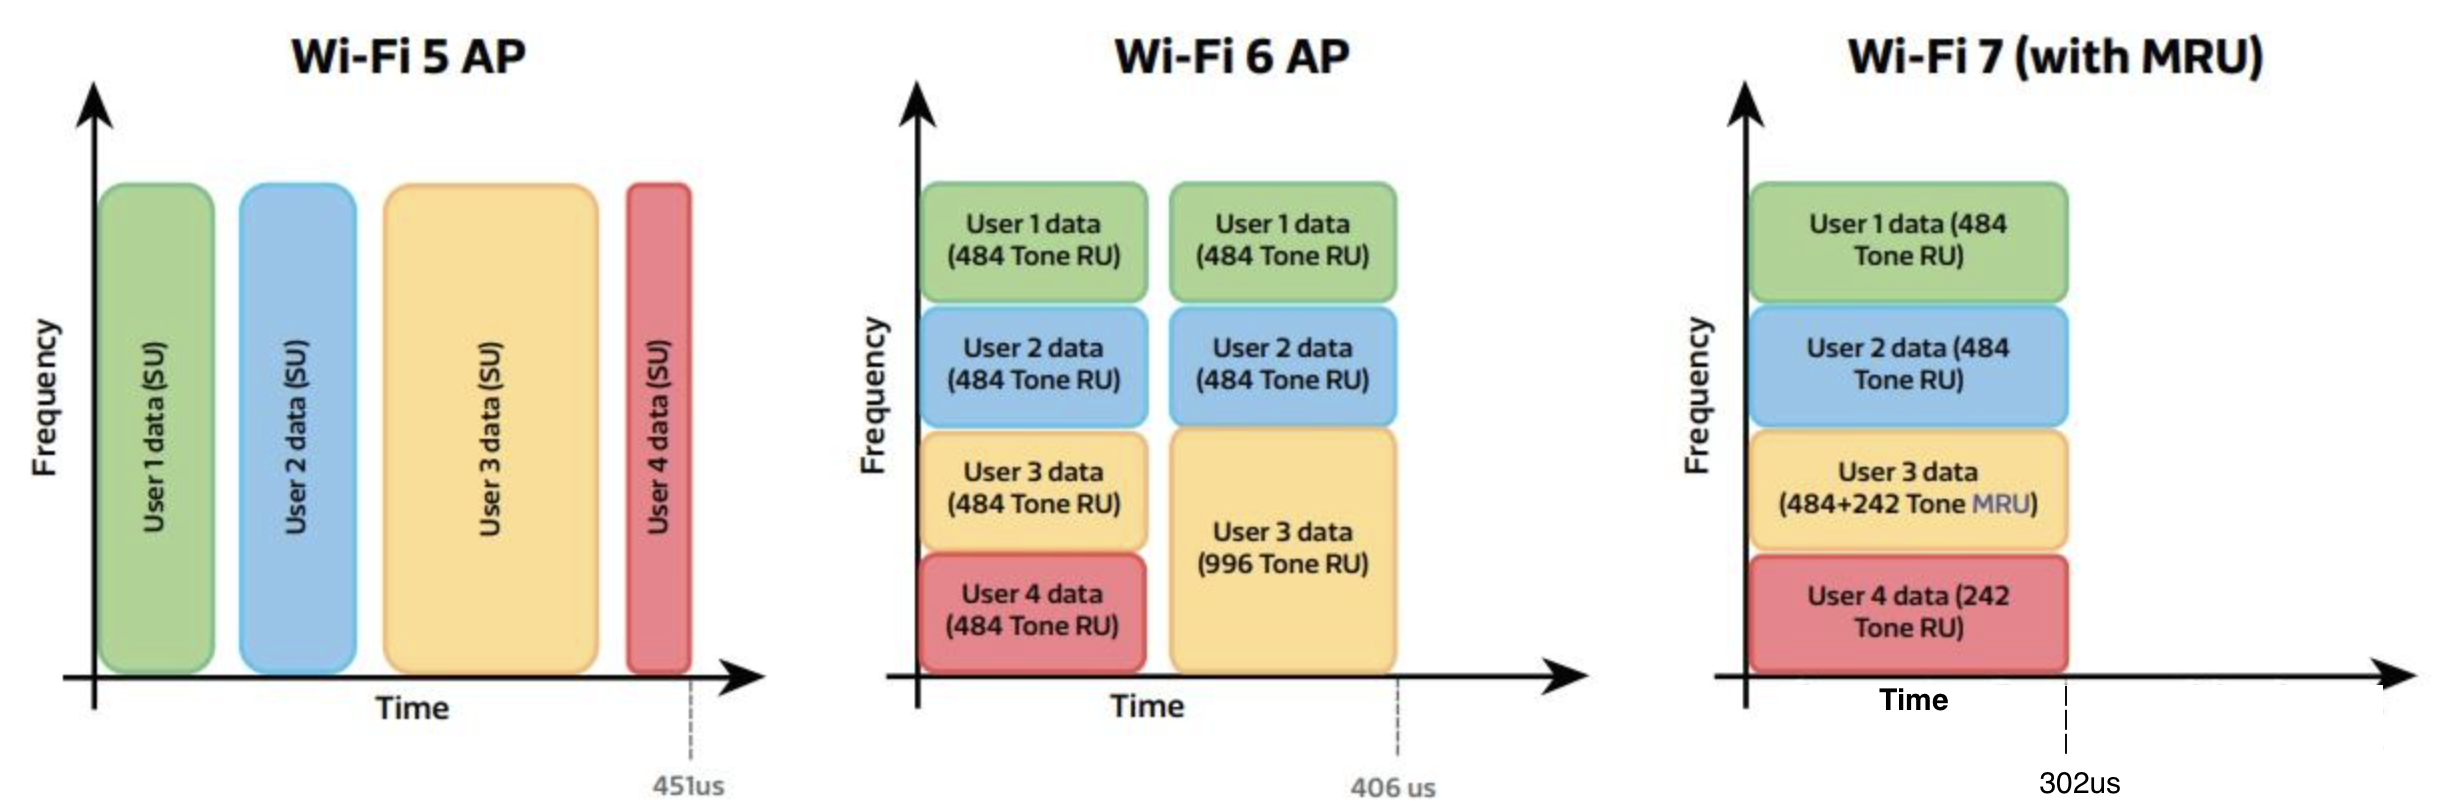 Wi-Fi 5 AP
Frequency
User 1 data (SU)
User 2 data (SU)
User 3 data (SU)
User 4 data (SU)
Time
451us
Wi-Fi 6 AP
Frequency
User 1 data
(484 Tone RU)
User 1 data
(484 Tone RU)
User 2 data
(484 Tone RU)
User 2 data
(484 Tone RU)
User 3 data
(484 Tone RU)
User 3 data
(996 Tone RU)
User 4 data
(484 Tone RU)
Time
406 us
Wi-Fi 7 (with MRU)
Frequency
User 1 data (484
Tone RU)
User 2 data (484
Tone RU)
User 3 data
(484+242 Tone MRU)
User 4 data (242
Tone RU)
Time
302us